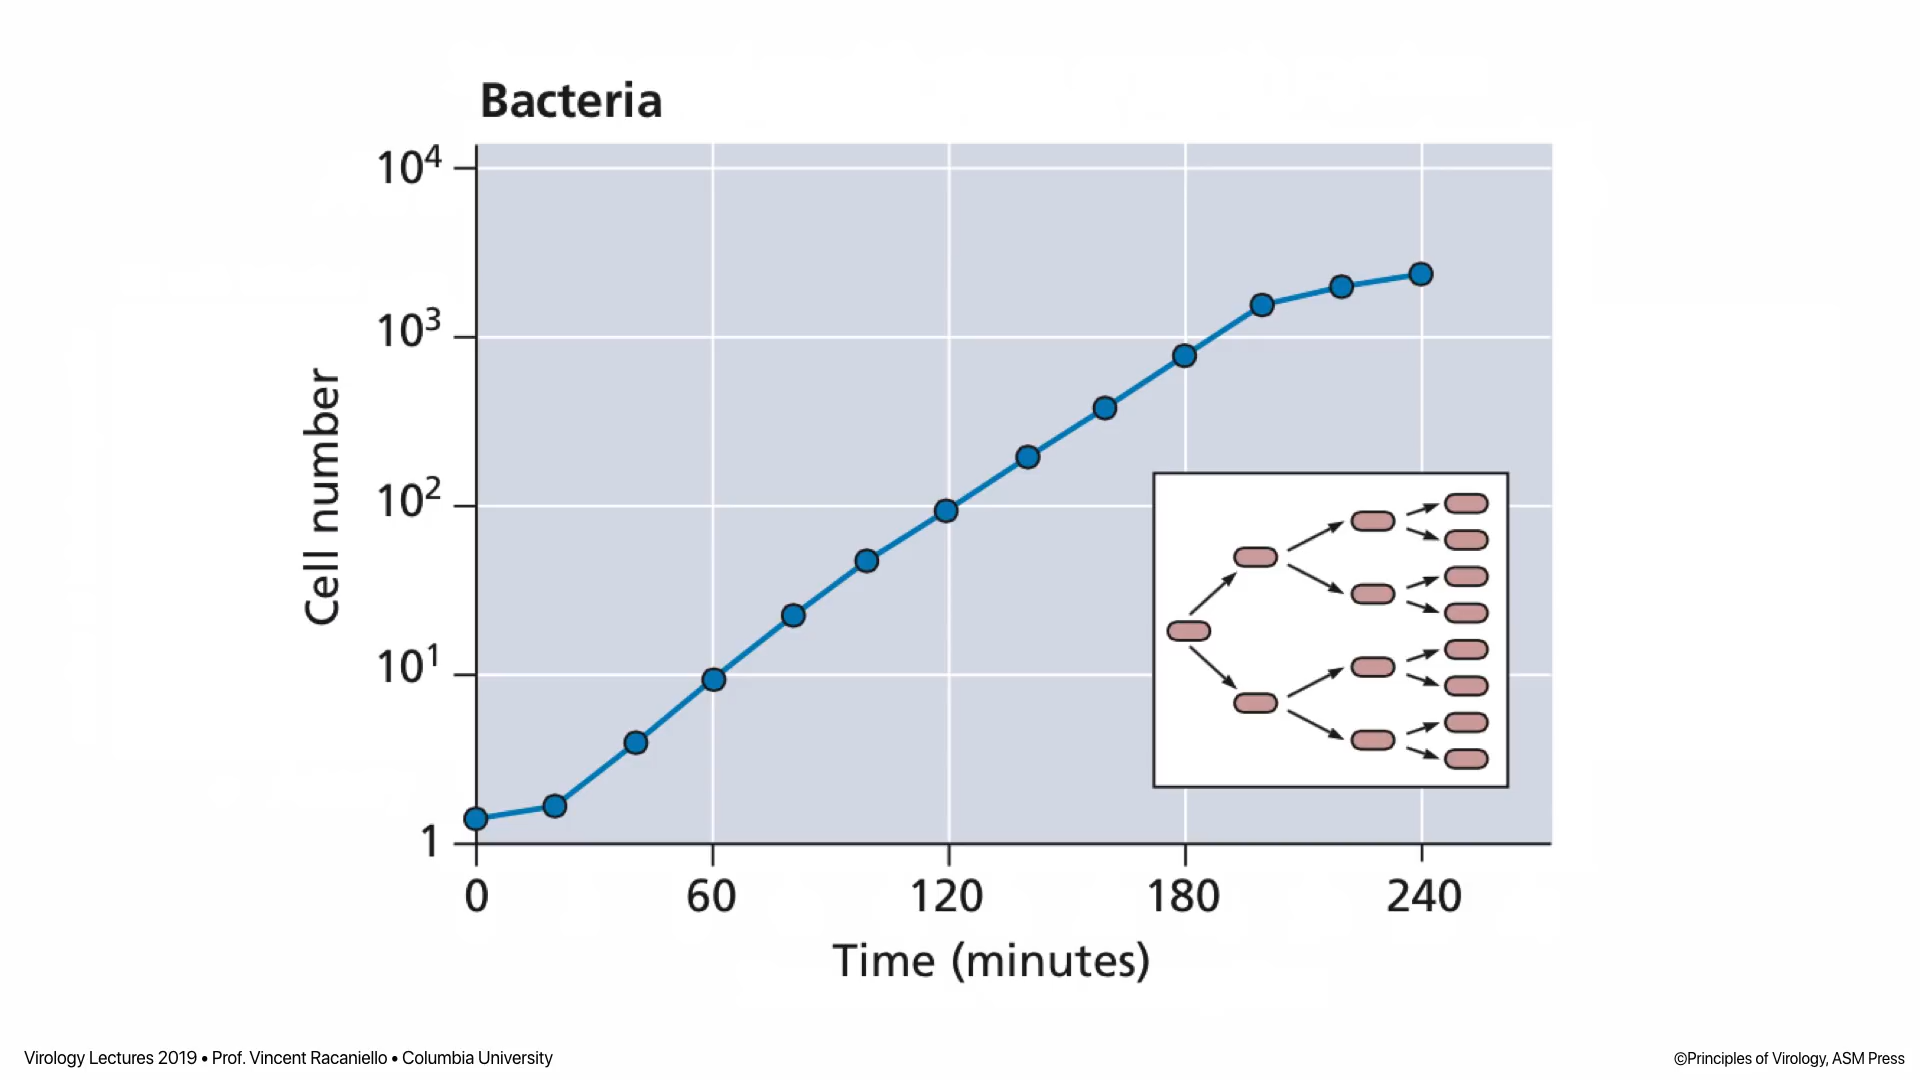 Bacteria
10⁴
10³
10²
10¹
1
Cell number
0 60 120 180 240
Time (minutes)
Virology Lectures 2019 • Prof. Vincent Racaniello • Columbia University
©Principles of Virology, ASM Press